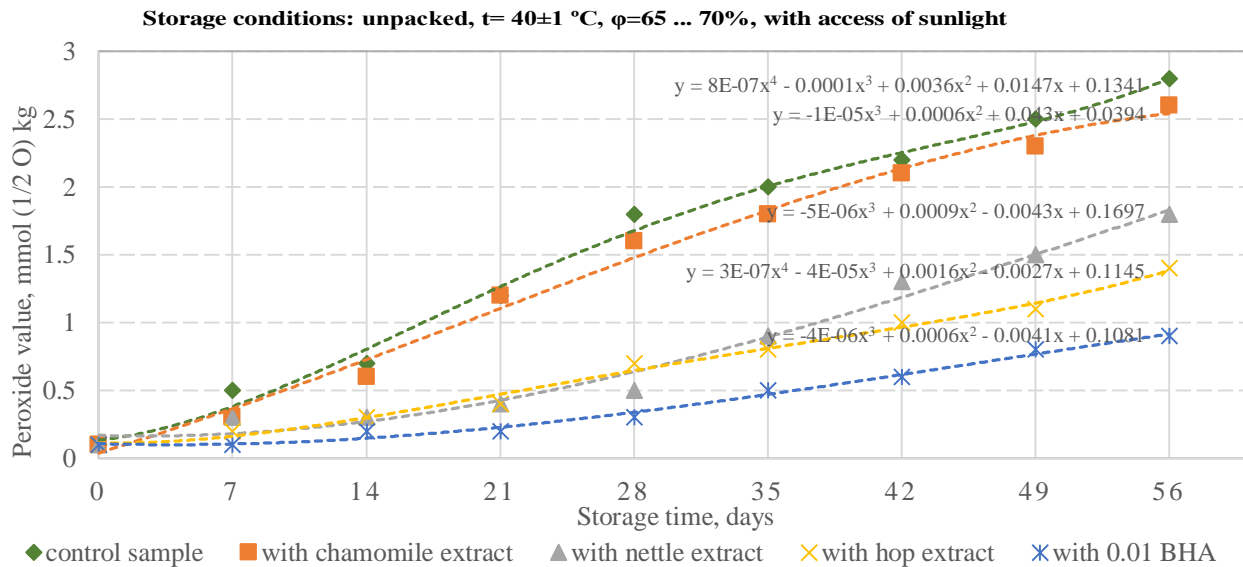 Storage conditions: unpacked, t= 40±1 ºC, φ=65 ... 70%, with access of sunlight
Peroxide value, mmol (1/2 O) kg
3
2.5
2
1.5
1
0.5
0
y = 8E-07x⁴ - 0.0001x³ + 0.0036x² + 0.0147x + 0.1341
y = -1E-05x³ + 0.0006x² + 0.043x + 0.0394
y = -5E-06x³ + 0.0009x² - 0.0043x + 0.1697
y = 3E-07x⁴ - 4E-05x³ + 0.0016x² - 0.0027x + 0.1145
y = -4E-06x³ + 0.0006x² - 0.0041x + 0.1081
0 7 14 21 28 35 42 49 56
Storage time, days
control sample with chamomile extract with nettle extract with hop extract with 0.01 BHA